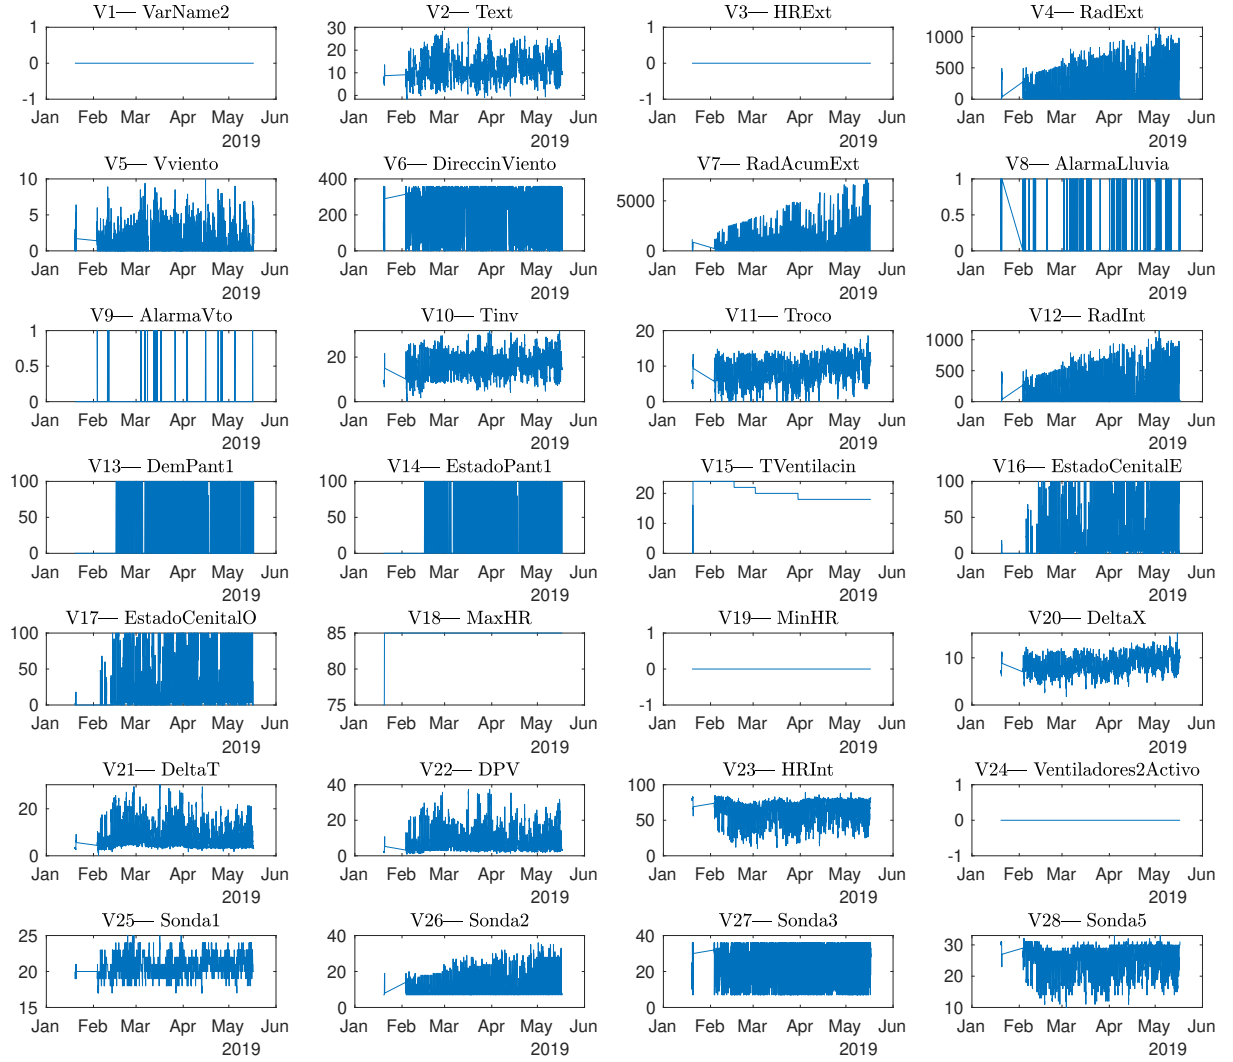 V1— VarName2
1
0
-1
Jan Feb Mar Apr May Jun
2019
V2— Text
30
20
10
0
Jan Feb Mar Apr May Jun
2019
V3— HRExt
1
0
-1
Jan Feb Mar Apr May Jun
2019
V4— RadExt
1000
500
0
Jan Feb Mar Apr May Jun
2019
V5— Vviento
10
5
0
Jan Feb Mar Apr May Jun
2019
V6— DireccinViento
400
200
0
Jan Feb Mar Apr May Jun
2019
V7— RadAcumExt
5000
0
Jan Feb Mar Apr May Jun
2019
V8— AlarmaLluvia
1
0.5
0
Jan Feb Mar Apr May Jun
2019
V9— AlarmaVto
1
0.5
0
Jan Feb Mar Apr May Jun
2019
V10— Tinv
20
0
Jan Feb Mar Apr May Jun
2019
V11— Troco
20
10
0
Jan Feb Mar Apr May Jun
2019
V12— RadInt
1000
500
0
Jan Feb Mar Apr May Jun
2019
V13— DemPant1
100
50
0
Jan Feb Mar Apr May Jun
2019
V14— EstadoPant1
100
50
0
Jan Feb Mar Apr May Jun
2019
V15— TVentilacin
20
10
0
Jan Feb Mar Apr May Jun
2019
V16— EstadoCenitalE
100
50
0
Jan Feb Mar Apr May Jun
2019
V17— EstadoCenitalO
100
50
0
Jan Feb Mar Apr May Jun
2019
V18— MaxHR
85
80
75
Jan Feb Mar Apr May Jun
2019
V19— MinHR
1
0
-1
Jan Feb Mar Apr May Jun
2019
V20— DeltaX
10
0
Jan Feb Mar Apr May Jun
2019
V21— DeltaT
20
0
Jan Feb Mar Apr May Jun
2019
V22— DPV
40
20
0
Jan Feb Mar Apr May Jun
2019
V23— HRInt
100
50
0
Jan Feb Mar Apr May Jun
2019
V24— Ventiladores2Activo
1
0
-1
Jan Feb Mar Apr May Jun
2019
V25— Sonda1
25
20
15
Jan Feb Mar Apr May Jun
2019
V26— Sonda2
40
20
0
Jan Feb Mar Apr May Jun
2019
V27— Sonda3
40
20
0
Jan Feb Mar Apr May Jun
2019
V28— Sonda5
30
20
10
Jan Feb Mar Apr May Jun
2019